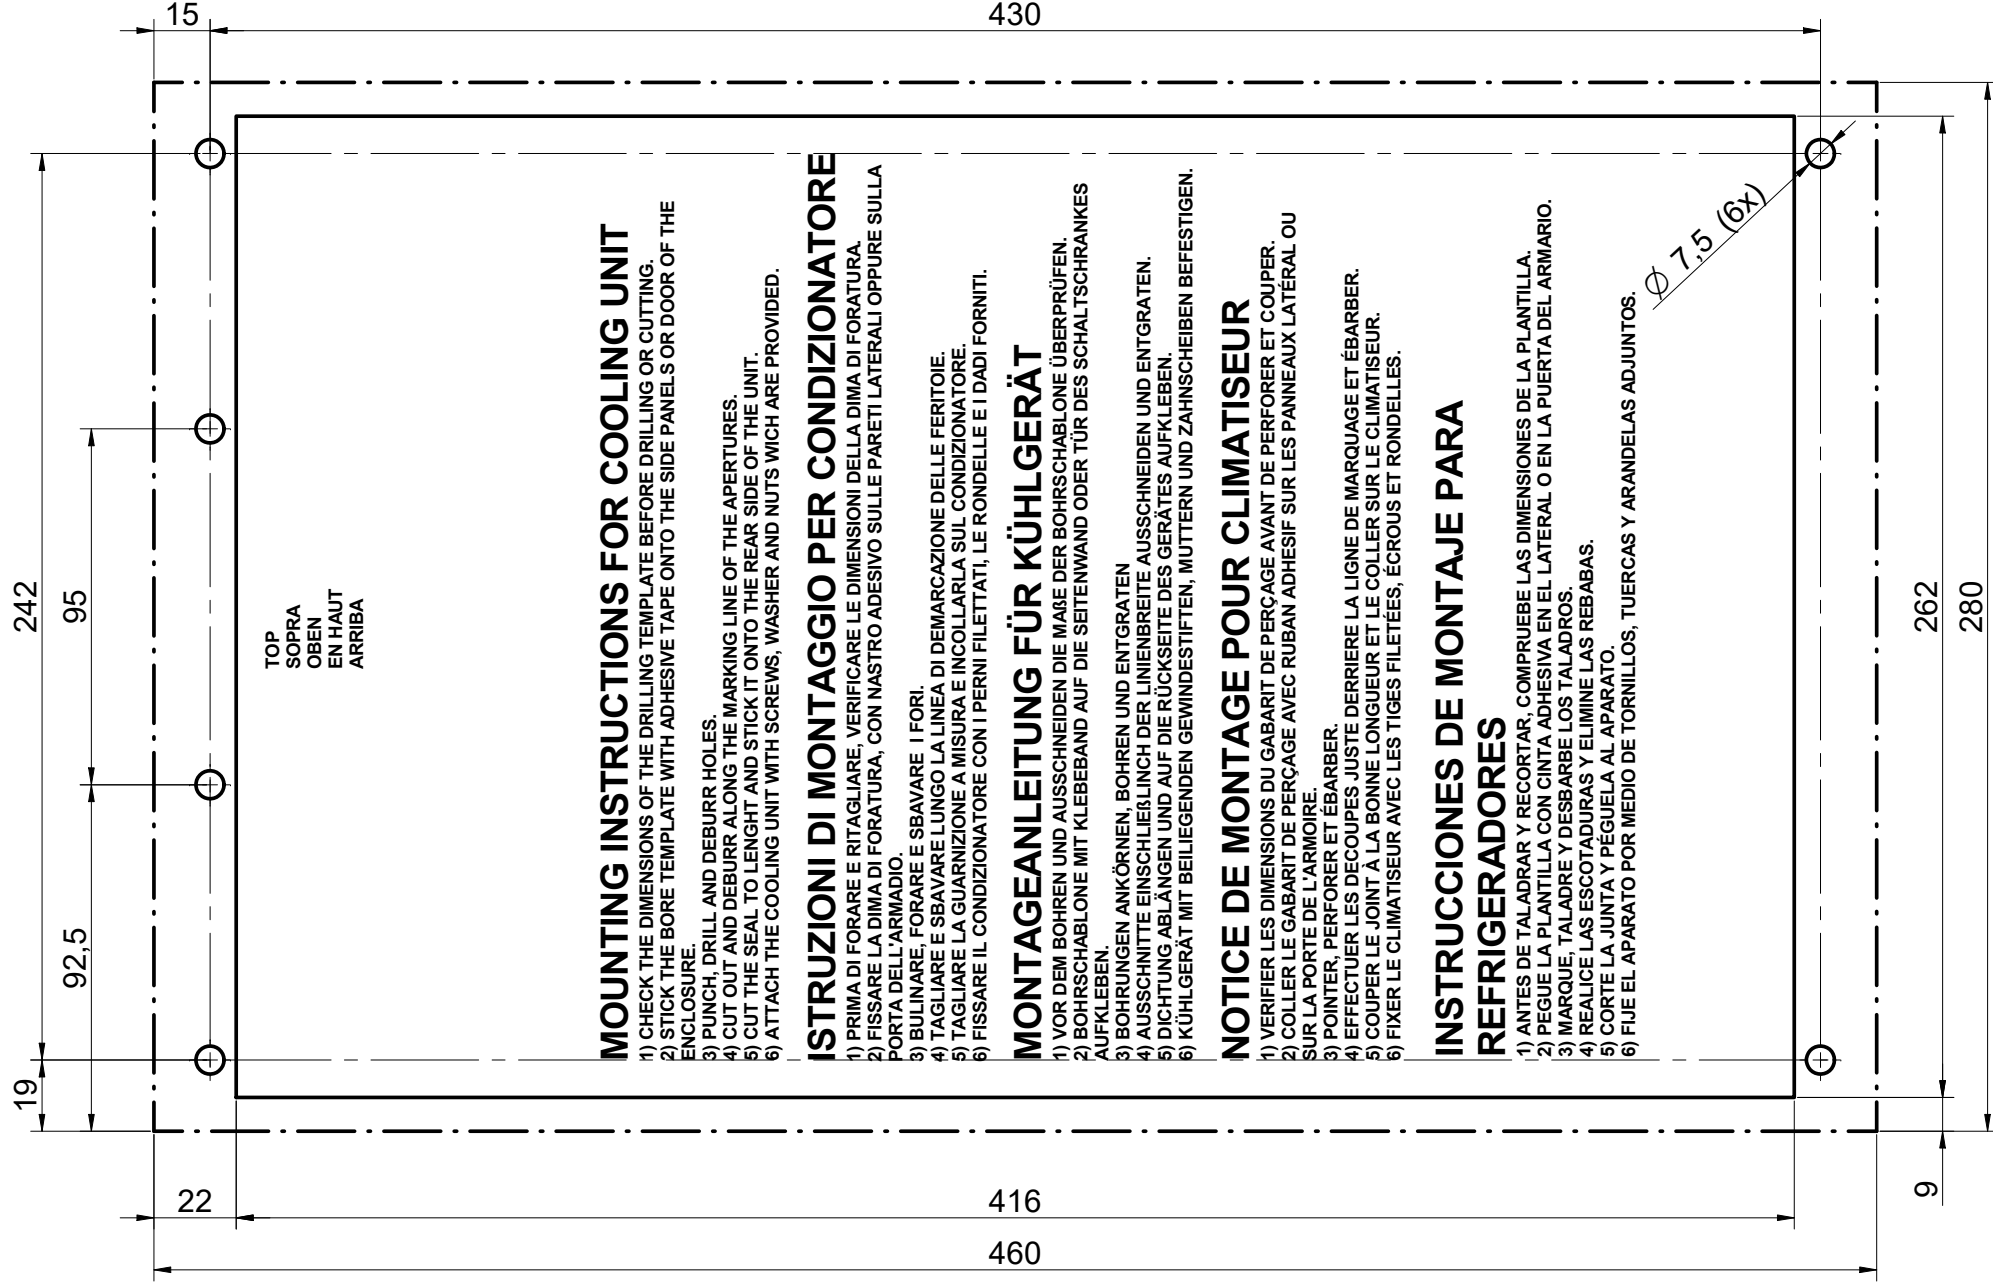 15
430
TOP
SOPRA
OBEN
EN HAUT
ARRIBA
MOUNTING INSTRUCTIONS FOR COOLING UNIT
1) CHECK THE DIMENSIONS OF THE DRILLING TEMPLATE BEFORE DRILLING OR CUTTING.
2) STICK THE BORE TEMPLATE WITH ADHESIVE TAPE ONTO THE SIDE PANELS OR DOOR OF THE
ENCLOSURE.
3) PUNCH, DRILL AND DEBURR HOLES.
4) CUT OUT AND DEBURR ALONG THE MARKING LINE OF THE APERTURES.
5) CUT THE SEAL TO LENGHT AND STICK IT ONTO THE REAR SIDE OF THE UNIT.
6) ATTACH THE COOLING UNIT WITH SCREWS, WASHER AND NUTS WICH ARE PROVIDED.
ISTRUZIONI DI MONTAGGIO PER CONDIZIONATORE
1) PRIMA DI FORARE E RITAGLIARE, VERIFICARE LE DIMENSIONI DELLA DIMA DI FORATURA.
2) FISSARE LA DIMA DI FORATURA, CON NASTRO ADESIVO SULLE PARETI LATERALI OPPURE SULLA
PORTA DELL'ARMADIO.
3) BULINARE, FORARE E SBAVARE I FORI.
4) TAGLIARE E SBAVARE LUNGO LA LINEA DI DEMARCAZIONE DELLE FERITOIE.
5) TAGLIARE LA GUARNIZIONE A MISURA E INCOLLARLA SUL CONDIZIONATORE.
6) FISSARE IL CONDIZIONATORE CON I PERNI FILETTATI, LE RONDELLE E I DADI FORNITI.
MONTAGEANLEITUNG FÜR KÜHLGERÄT
1) VOR DEM BOHREN UND AUSSCHNEIDEN DIE MAßE DER BOHRSCHABLONE ÜBERPRÜFEN.
2) BOHRSCHABLONE MIT KLEBEBAND AUF DIE SEITENWAND ODER TÜR DES SCHALTSCHRANKES
AUFKLEBEN.
3) BOHRUNGEN ANKÖRNEN, BOHREN UND ENTGRATEN
4) AUSSCHNITTE EINSCHLIEßLINCH DER LINIENBREITE AUSSCHNEIDEN UND ENTGRATEN.
5) DICHTUNG ABLÄNGEN UND AUF DIE RÜCKSEITE DES GERÄTES AUFKLEBEN.
6) KÜHLGERÄT MIT BEILIEGENDEN GEWINDESTIFTEN, MUTTERN UND ZAHNSCHEIBEN BEFESTIGEN.
NOTICE DE MONTAGE POUR CLIMATISEUR
1) VERIFIER LES DIMENSIONS DU GABARIT DE PERÇAGE AVANT DE PERFORER ET COUPER.
2) COLLER LE GABARIT DE PERÇAGE AVEC RUBAN ADHESIF SUR LES PANNEAUX LATÉRAL OU
SUR LA PORTE DE L'ARMOIRE.
3) POINTER, PERFORER ET ÉBARBER.
4) EFFECTUER LES DECOUPES JUSTE DERRIERE LA LIGNE DE MARQUAGE ET ÉBARBER.
5) COUPER LE JOINT À LA BONNE LONGUEUR ET LE COLLER SUR LE CLIMATISEUR.
6) FIXER LE CLIMATISEUR AVEC LES TIGES FILETÉES, ÉCROUS ET RONDELLES.
INSTRUCCIONES DE MONTAJE PARA
REFRIGERADORES
1) ANTES DE TALADRAR Y RECORTAR, COMPRUEBE LAS DIMENSIONES DE LA PLANTILLA.
2) PEGUE LA PLANTILLA CON CINTA ADHESIVA EN EL LATERAL O EN LA PUERTA DEL ARMARIO.
3) MARQUE, TALADRE Y DESBARBE LOS TALADROS.
4) REALICE LAS ESCOTADURAS Y ELIMINE LAS REBABAS.
5) CORTE LA JUNTA Y PÉGUELA AL APARATO.
6) FIJE EL APARATO POR MEDIO DE TORNILLOS, TUERCAS Y ARANDELAS ADJUNTOS.
Ø 7,5 (6x)
242
95
92,5
19
262
280
9
22
416
460